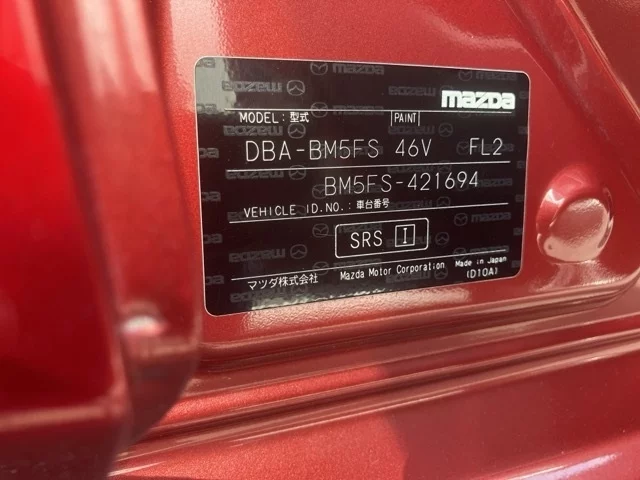 mazda
MODEL:型式 PAINT
DBA-BM5FS 46V FL2
BM5FS-421694
VEHICLE ID.NO.:車台番号
SRS I
マツダ株式会社 Mazda Motor Corporation Made in Japan
(D10A)